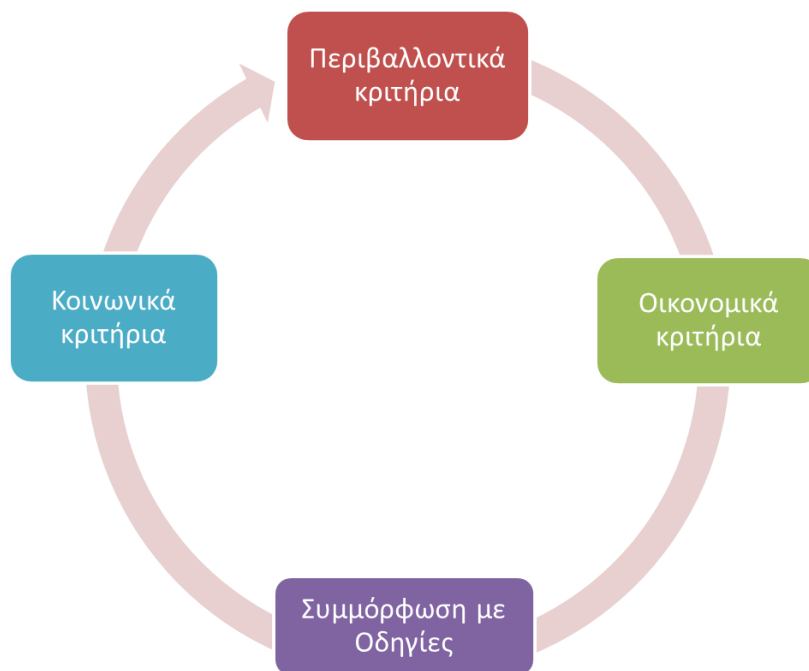 Περιβαλλοντικά
κριτήρια
Κοινωνικά
κριτήρια
Οικονομικά
κριτήρια
Συμμόρφωση με
Οδηγίες